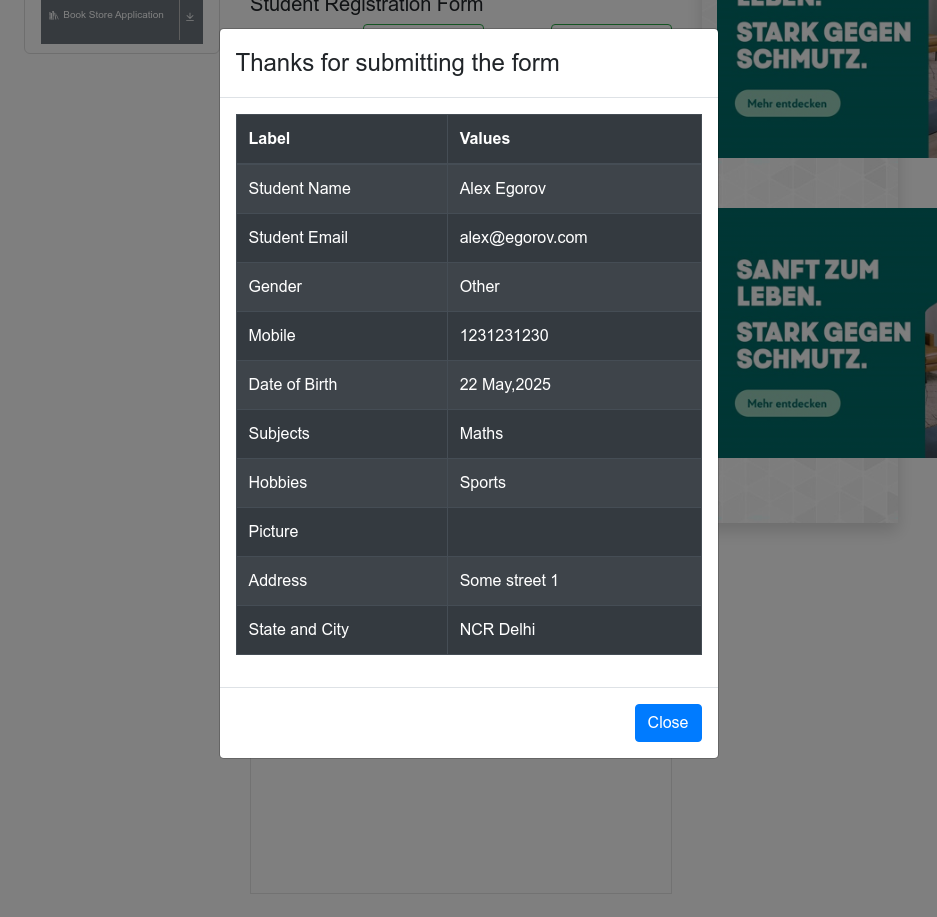 Book Store Application
Student Registration Form
Thanks for submitting the form
Label Values
Student Name Alex Egorov
Student Email alex@egorov.com
Gender Other
Mobile 1231231230
Date of Birth 22 May,2025
Subjects Maths
Hobbies Sports
Picture
Address Some street 1
State and City NCR Delhi
Close
LEBEN.
STARK GEGEN
SCHMUTZ.
Mehr entdecken
SANFT ZUM
LEBEN.
STARK GEGEN
SCHMUTZ.
Mehr entdecken